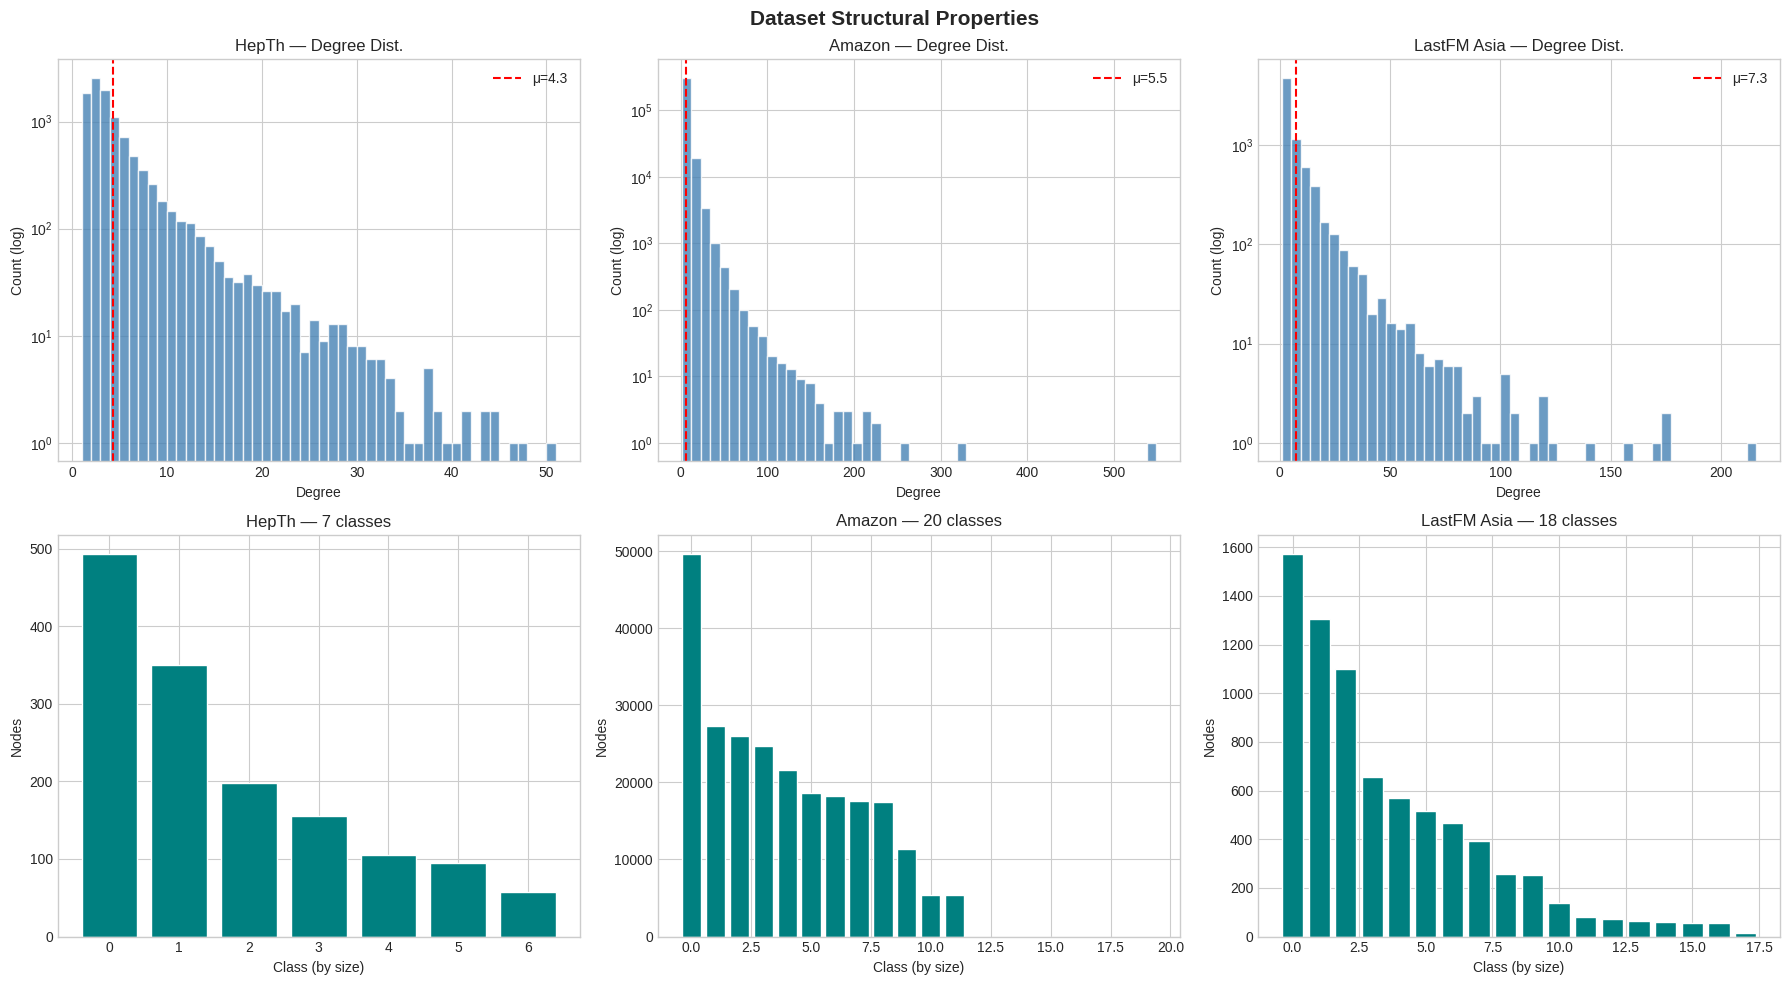 Dataset Structural Properties
HepTh — Degree Dist.
μ=4.3
10³
10²
10¹
10⁰
Count (log)
0 10 20 30 40 50
Degree
Amazon — Degree Dist.
μ=5.5
10⁵
10⁴
10³
10²
10¹
10⁰
Count (log)
0 100 200 300 400 500
Degree
LastFM Asia — Degree Dist.
μ=7.3
10³
10²
10¹
10⁰
Count (log)
0 50 100 150 200
Degree
HepTh — 7 classes
500
400
300
200
100
0
Nodes
0 1 2 3 4 5 6
Class (by size)
Amazon — 20 classes
50000
40000
30000
20000
10000
0
Nodes
0.0 2.5 5.0 7.5 10.0 12.5 15.0 17.5 20.0
Class (by size)
LastFM Asia — 18 classes
1600
1400
1200
1000
800
600
400
200
0
Nodes
0.0 2.5 5.0 7.5 10.0 12.5 15.0 17.5
Class (by size)